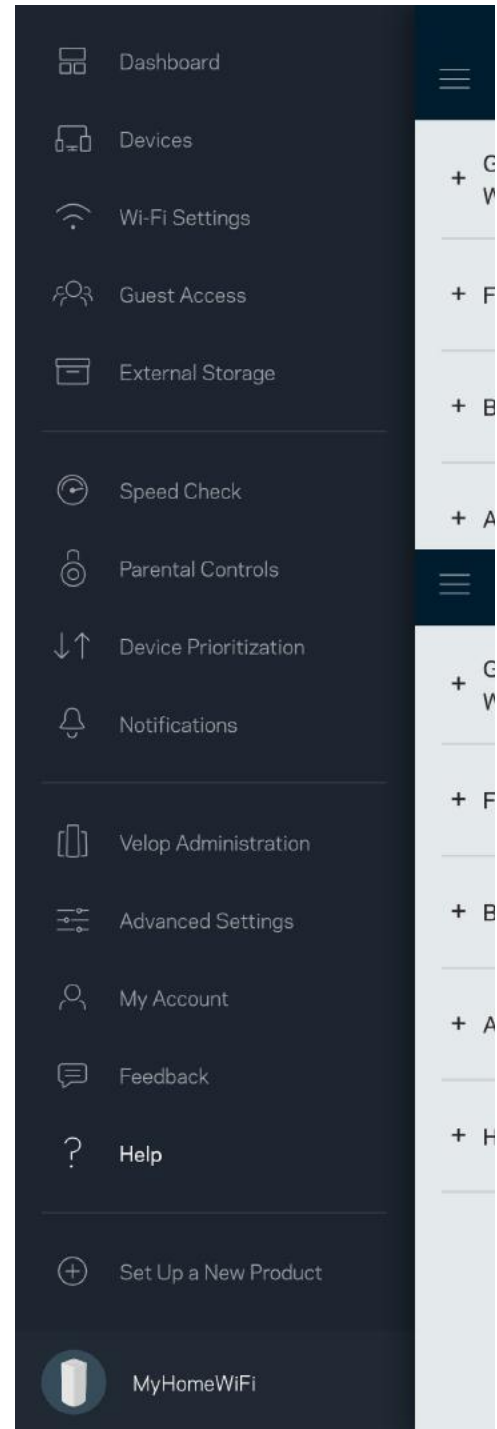 Dashboard
Devices
Wi-Fi Settings
Guest Access
External Storage
Speed Check
Parental Controls
Device Prioritization
Notifications
Velop Administration
Advanced Settings
My Account
Feedback
? Help
Set Up a New Product
MyHomeWiFi
+ G
W
+ F
+ B
+ A
+ G
W
+ F
+ B
+ A
+ H